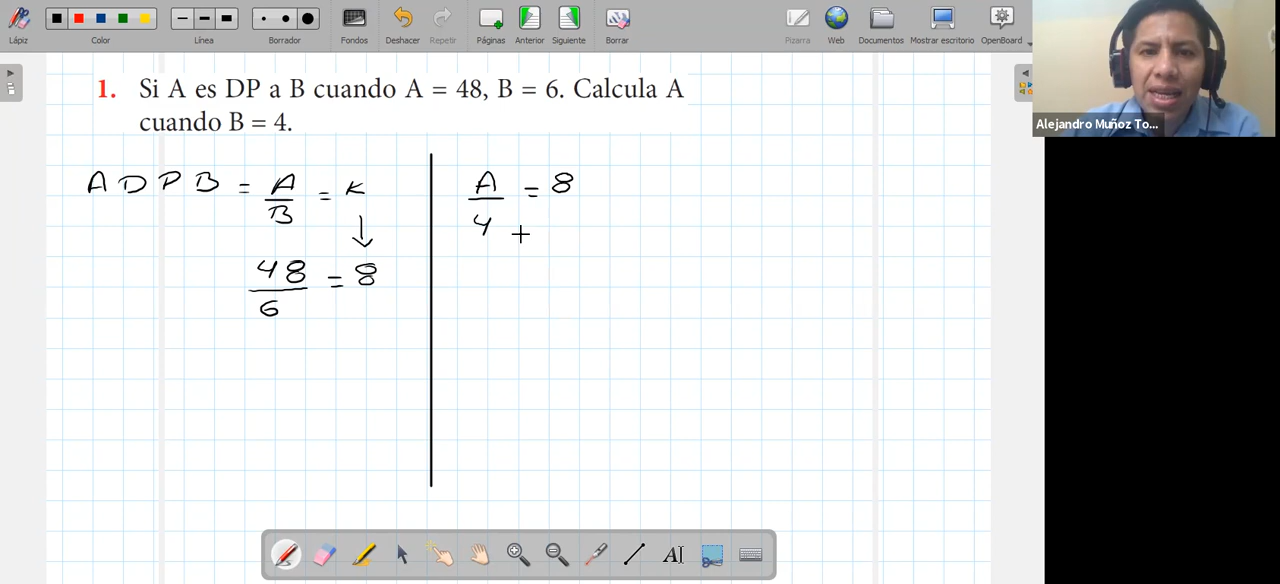 Lápiz Color Línea Borrador Fondos Deshacer Repetir Páginas Anterior Siguiente Borrar Pizarra Web Documentos Mostrar escritorio OpenBoard
Alejandro Muñoz To...
1. Si A es DP a B cuando A = 48, B = 6. Calcula A
cuando B = 4.
A D P B = A/B = K
48/6 = 8
A/4 = 8
A